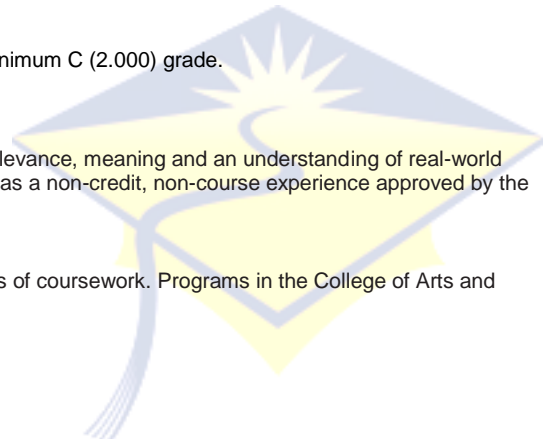 nimum C (2.000) grade.
levance, meaning and an understanding of real-world
as a non-credit, non-course experience approved by the
s of coursework. Programs in the College of Arts and